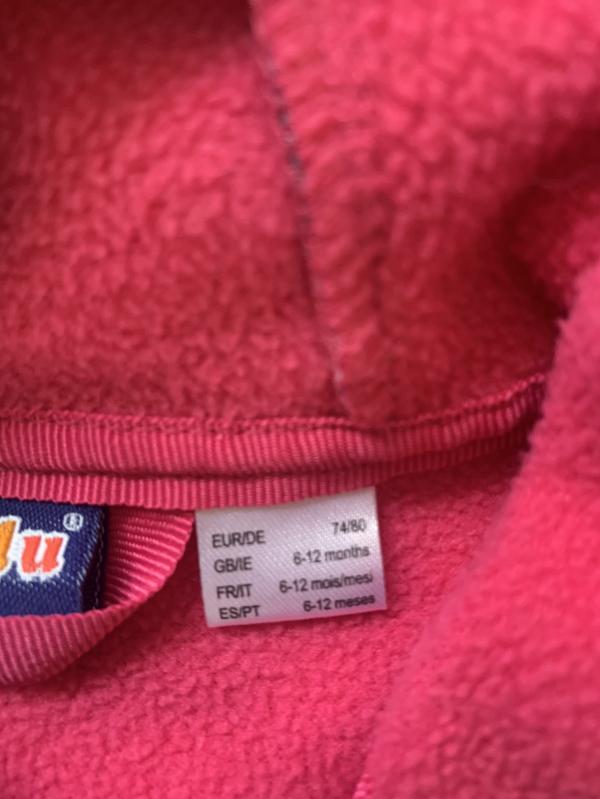 lu®
EUR/DE 74/80
GB/IE 6-12 months
FR/IT 6-12 mois/mesi
ES/PT 6-12 meses